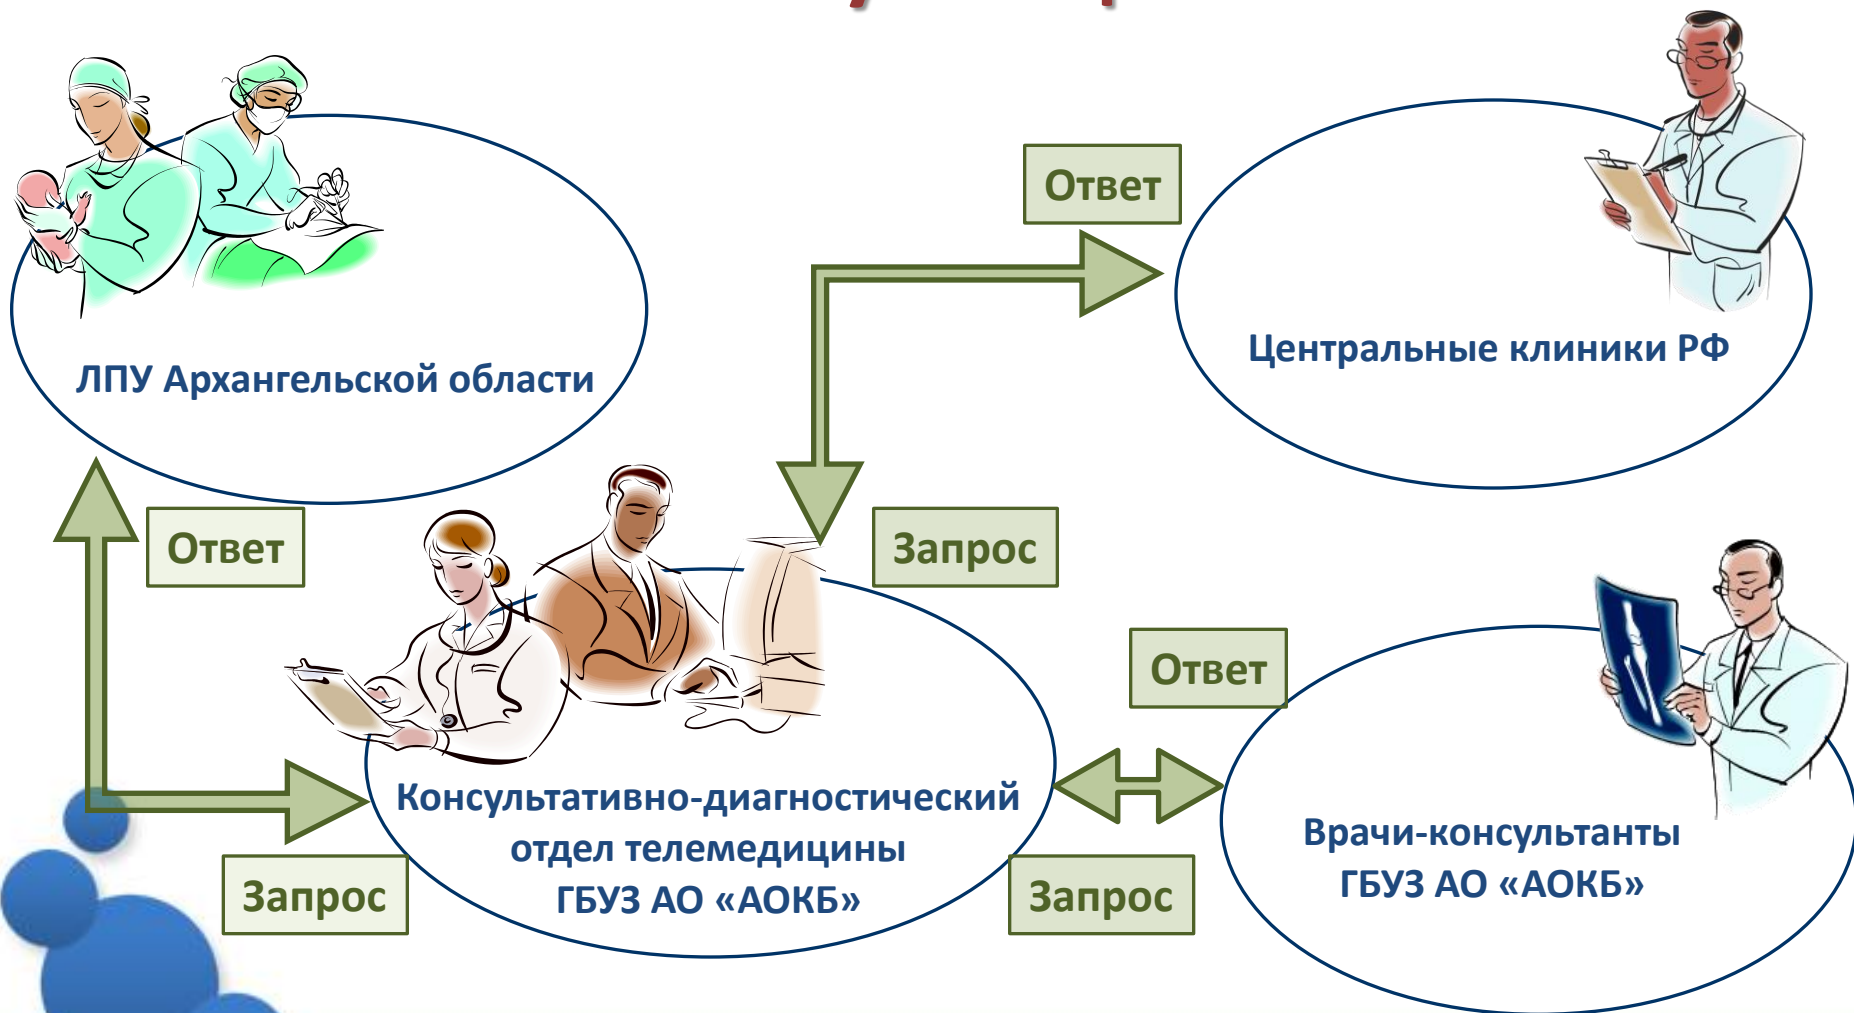 Ответ
Центральные клиники РФ
ЛПУ Архангельской области
Ответ
Запрос
Ответ
Консультативно-диагностический
отдел телемедицины
ГБУЗ АО «АОКБ»
Врачи-консультанты
ГБУЗ АО «АОКБ»
Запрос
Запрос